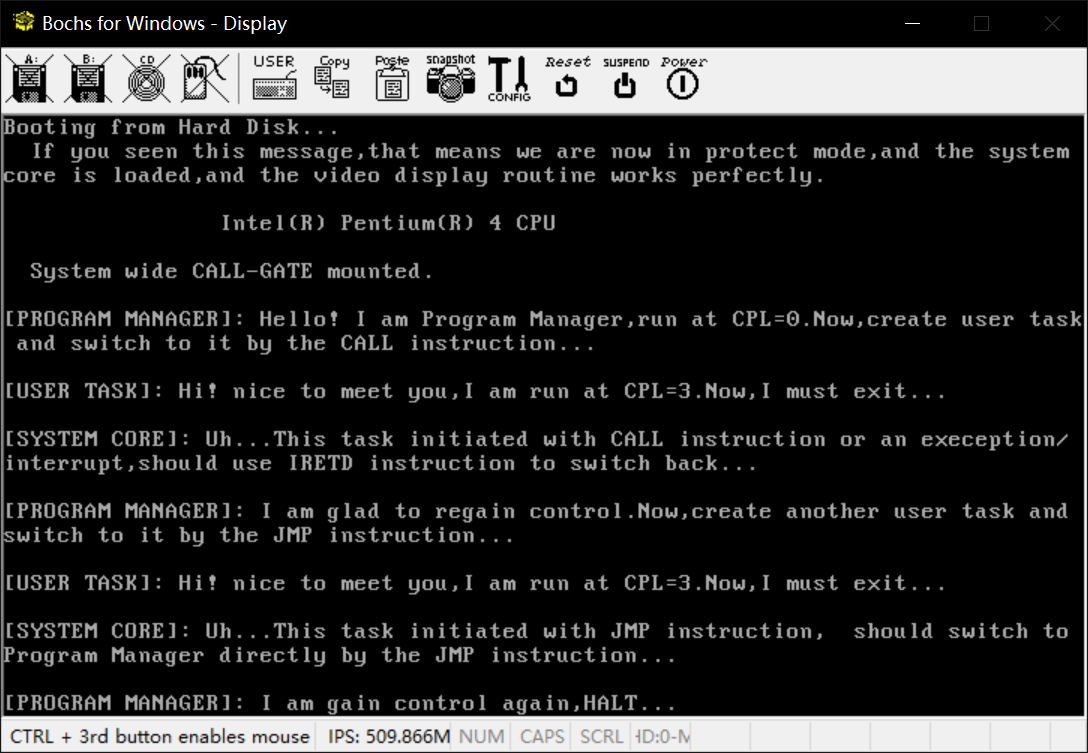 Bochs for Windows - Display
A: B: CD USER Copy Paste snapshot CONFIG Reset SUSPEND Power
Booting from Hard Disk...
If you seen this message,that means we are now in protect mode,and the system
core is loaded,and the video display routine works perfectly.
Intel(R) Pentium(R) 4 CPU
System wide CALL-GATE mounted.
[PROGRAM MANAGER]: Hello! I am Program Manager,run at CPL=0.Now,create user task
and switch to it by the CALL instruction...
[USER TASK]: Hi! nice to meet you,I am run at CPL=3.Now,I must exit...
[SYSTEM CORE]: Uh...This task initiated with CALL instruction or an exeception/
interrupt,should use IRETD instruction to switch back...
[PROGRAM MANAGER]: I am glad to regain control.Now,create another user task and
switch to it by the JMP instruction...
[USER TASK]: Hi! nice to meet you,I am run at CPL=3.Now,I must exit...
[SYSTEM CORE]: Uh...This task initiated with JMP instruction,  should switch to
Program Manager directly by the JMP instruction...
[PROGRAM MANAGER]: I am gain control again,HALT...
CTRL + 3rd button enables mouse IPS: 509.866M NUM CAPS SCRL HD:0-M